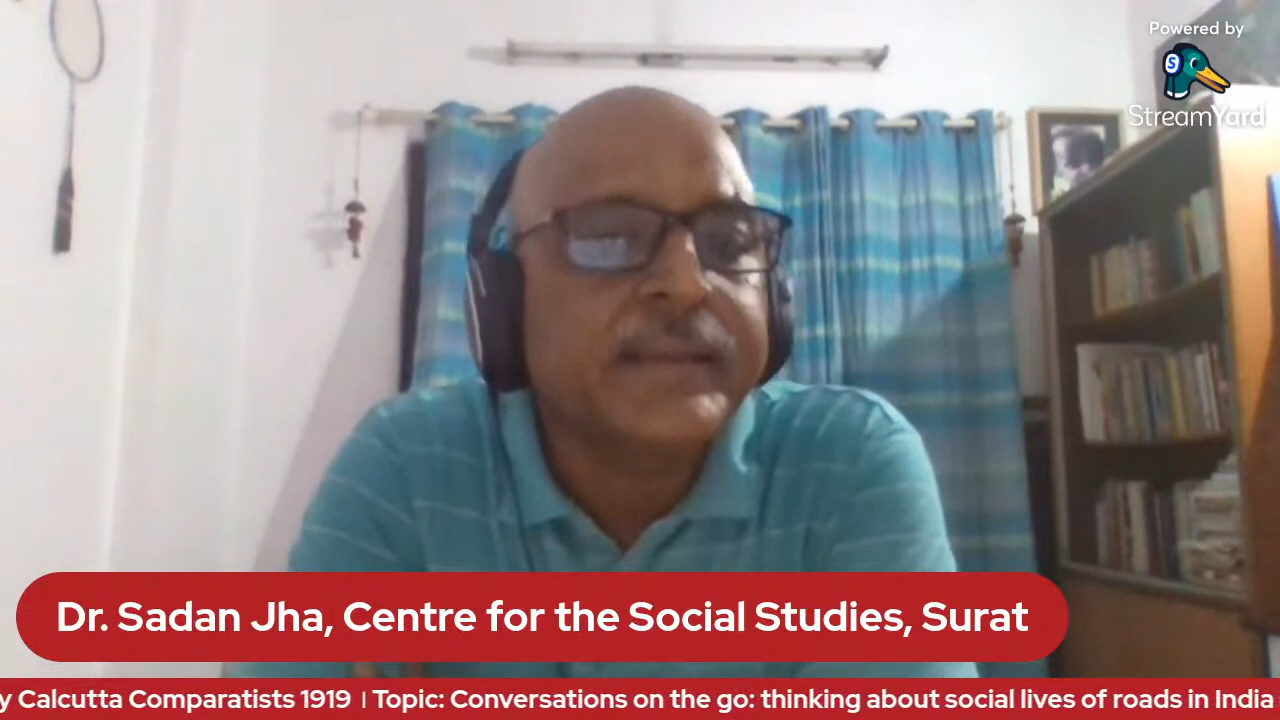 Powered by
S
StreamYard
Dr. Sadan Jha, Centre for the Social Studies, Surat
y Calcutta Comparatists 1919 | Topic: Conversations on the go: thinking about social lives of roads in India